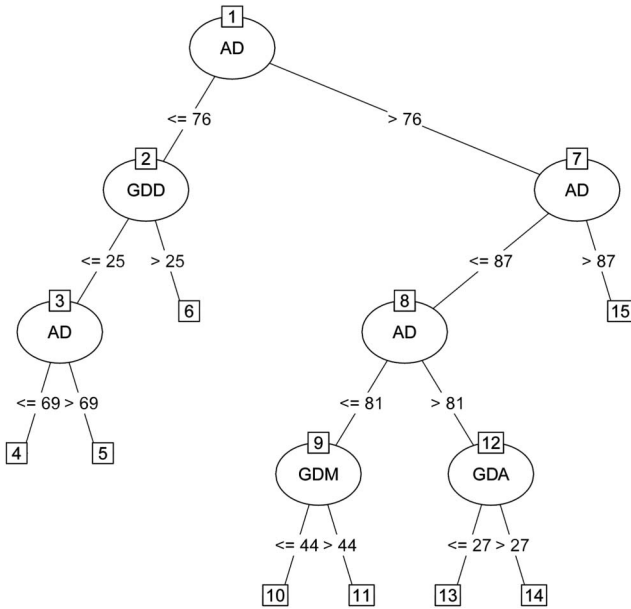 1
AD
<= 76 > 76
2 7
GDD AD
<= 25 > 25 <= 87 > 87
3 6 8 15
AD AD
<= 69 > 69 <= 81 > 81
4 5 9 12
GDM GDA
<= 44 > 44 <= 27 > 27
10 11 13 14